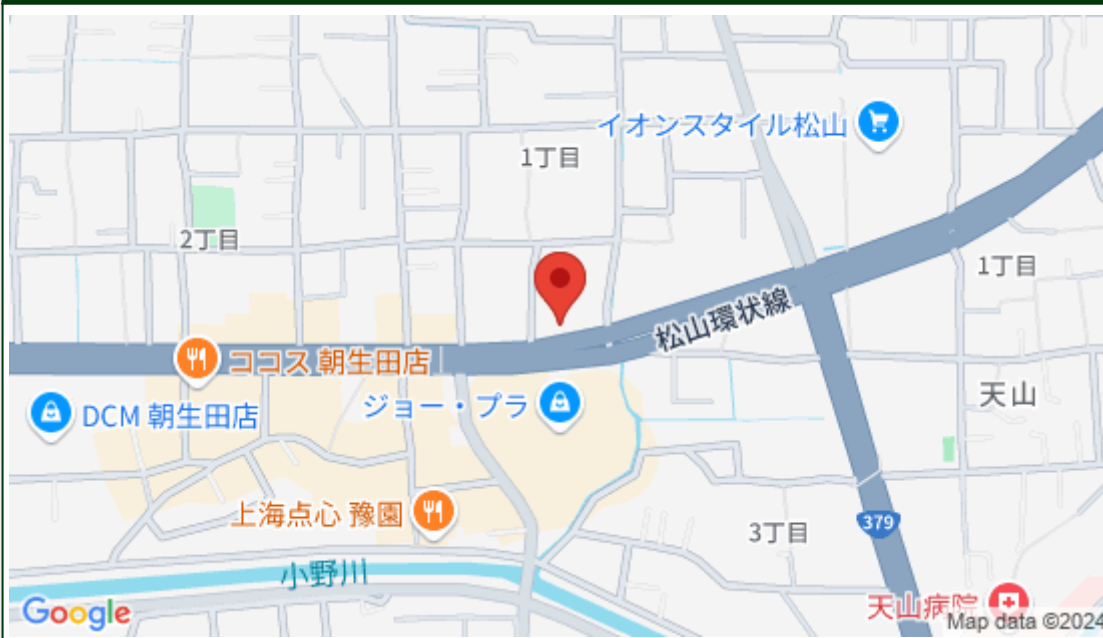 イオンスタイル松山
1丁目
2丁目
1丁目
松山環状線
ココス 朝生田店
ジョー・プラ
DCM 朝生田店
天山
上海点心 豫園
379
3丁目
小野川
天山病院
Google
Map data ©2024